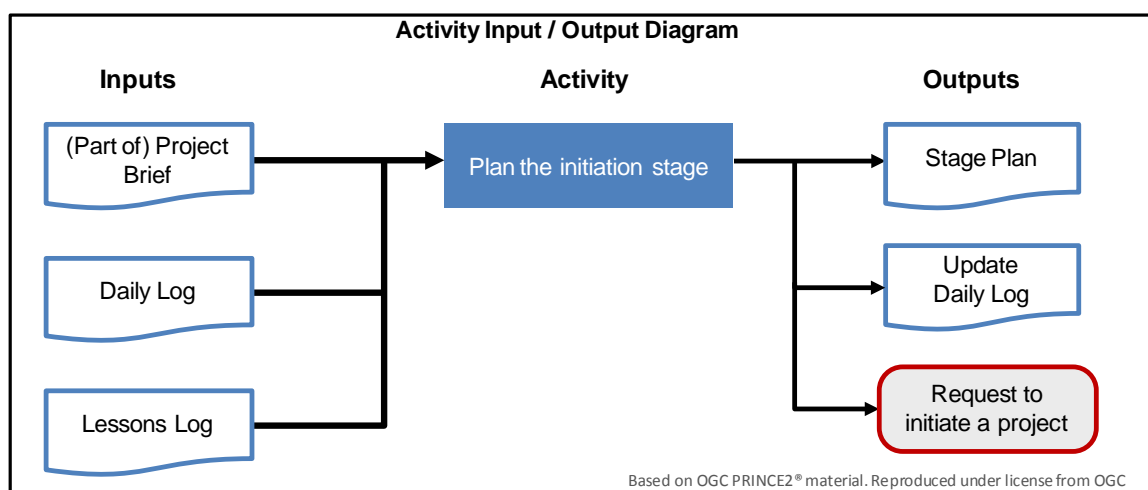 Activity Input / Output Diagram
Inputs
Activity
Outputs
(Part of) Project
Brief
Plan the initiation stage
Stage Plan
Daily Log
Update
Daily Log
Lessons Log
Request to
initiate a project
Based on OGC PRINCE2® material. Reproduced under license from OGC